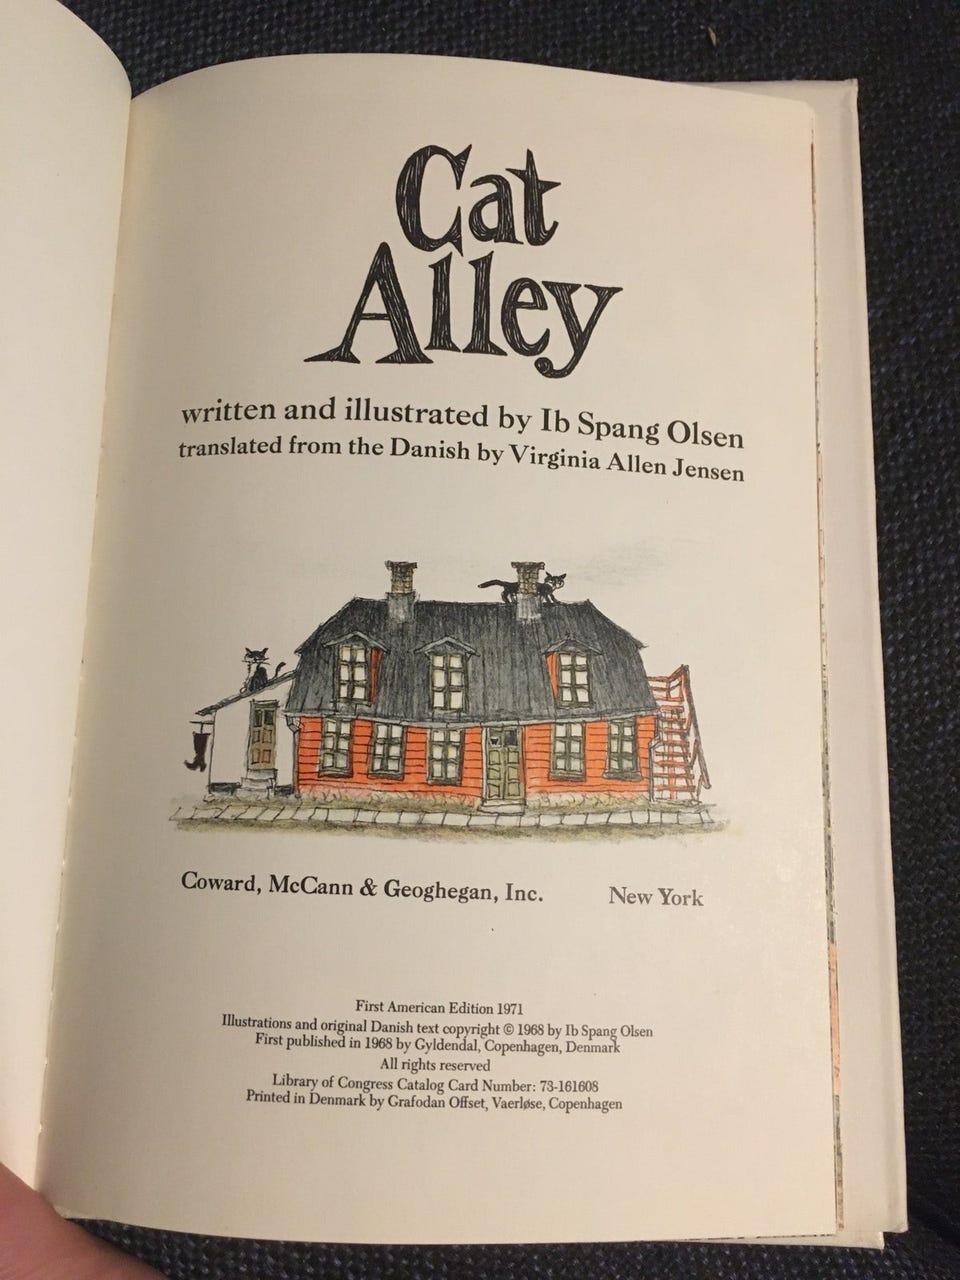 Cat
Alley
written and illustrated by Ib Spang Olsen
translated from the Danish by Virginia Allen Jensen
Coward, McCann & Geoghegan, Inc. New York
First American Edition 1971
Illustrations and original Danish text copyright © 1968 by Ib Spang Olsen
First published in 1968 by Gyldendal, Copenhagen, Denmark
All rights reserved
Library of Congress Catalog Card Number: 73-161608
Printed in Denmark by Grafodan Offset, Vaerløse, Copenhagen